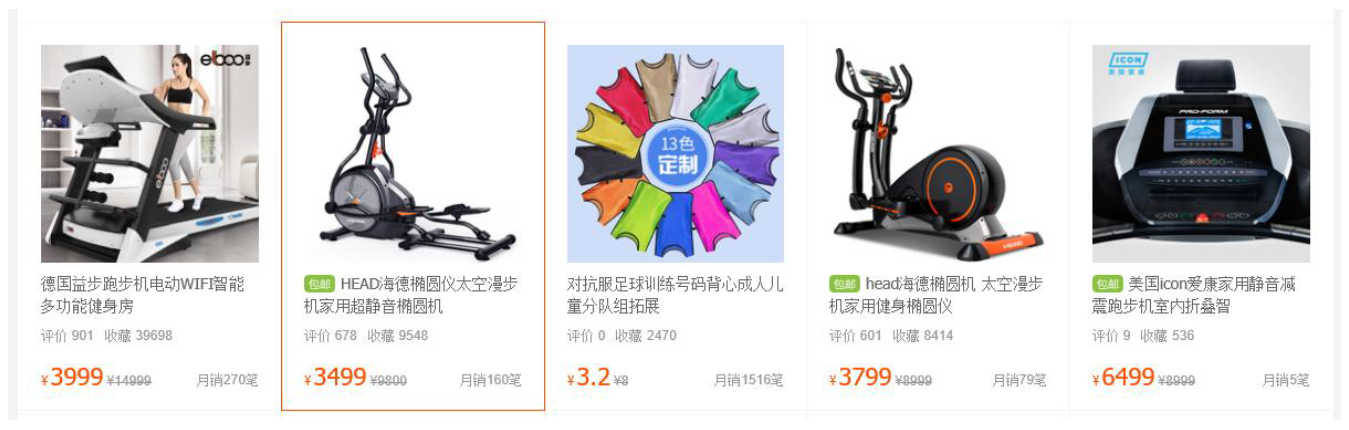 eboo
eboo
德国益步跑步机电动WIFI智能
多功能健身房
评价 901 收藏 39698
¥3999 ¥14999 月销270笔
包邮 HEAD海德椭圆仪太空漫步
机家用超静音椭圆机
评价 678 收藏 9548
¥3499 ¥9800 月销160笔
13色
定制
对抗服足球训练号码背心成人儿
童分队组拓展
评价 0 收藏 2470
¥3.2 ¥8 月销1516笔
HEAD
包邮 head海德椭圆机 太空漫步
机家用健身椭圆仪
评价 601 收藏 8414
¥3799 ¥8999 月销79笔
ICON
PRO-FORM
包邮 美国icon爱康家用静音减
震跑步机室内折叠智
评价 9 收藏 536
¥6499 ¥8999 月销5笔